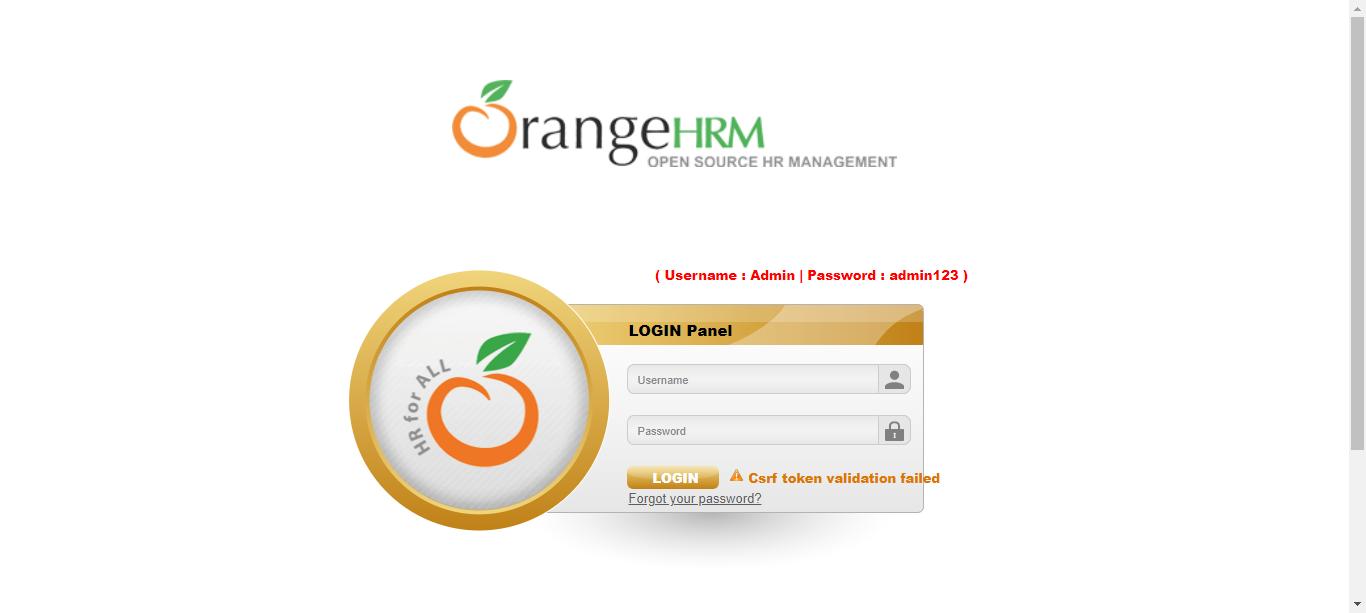 OrangeHRM
OPEN SOURCE HR MANAGEMENT
( Username : Admin | Password : admin123 )
HR for ALL
LOGIN Panel
Username
Password
LOGIN
Csrf token validation failed
Forgot your password?